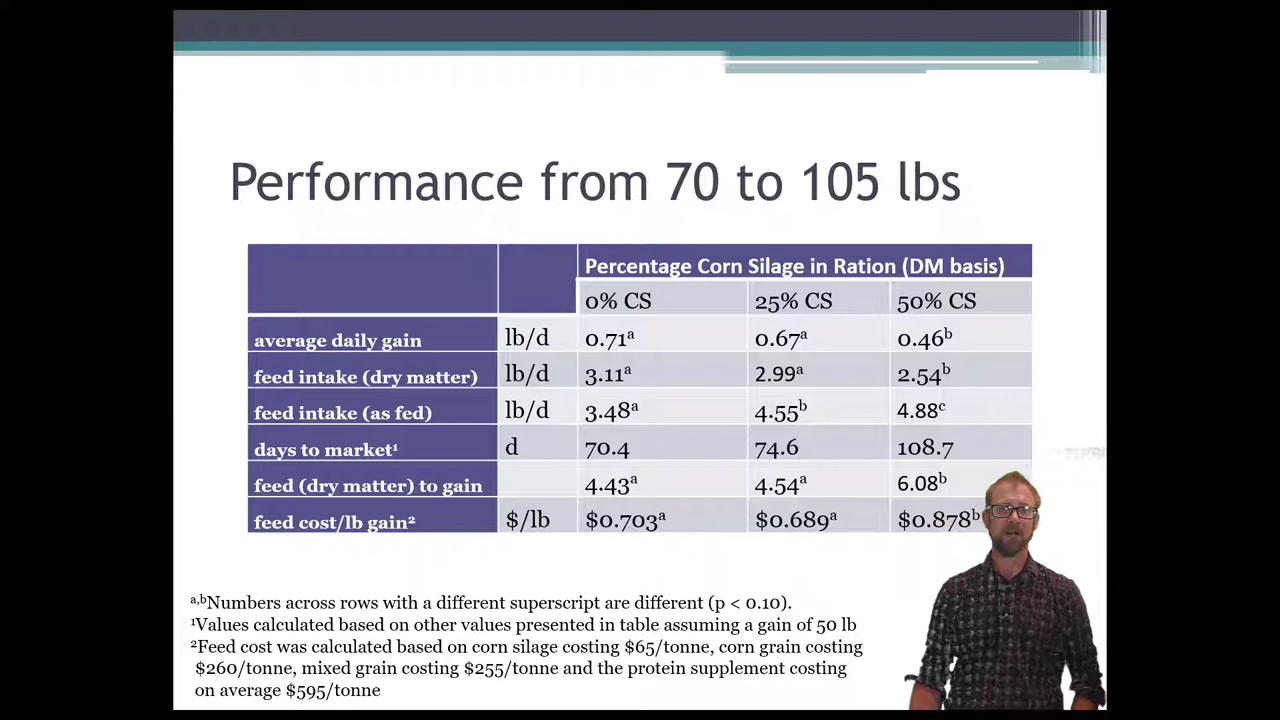 Performance from 70 to 105 lbs
Percentage Corn Silage in Ration (DM basis)
0% CS 25% CS 50% CS
average daily gain lb/d 0.71ᵃ 0.67ᵃ 0.46ᵇ
feed intake (dry matter) lb/d 3.11ᵃ 2.99ᵃ 2.54ᵇ
feed intake (as fed) lb/d 3.48ᵃ 4.55ᵇ 4.88ᶜ
days to market¹ d 70.4 74.6 108.7
feed (dry matter) to gain 4.43ᵃ 4.54ᵃ 6.08ᵇ
feed cost/lb gain² $/lb $0.703ᵃ $0.689ᵃ $0.878ᵇ
ᵃ,ᵇNumbers across rows with a different superscript are different (p < 0.10).
¹Values calculated based on other values presented in table assuming a gain of 50 lb
²Feed cost was calculated based on corn silage costing $65/tonne, corn grain costing
$260/tonne, mixed grain costing $255/tonne and the protein supplement costing
on average $595/tonne